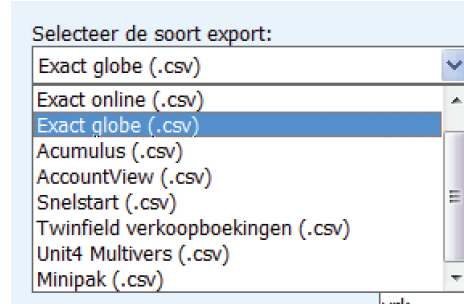 Selecteer de soort export:
Exact globe (.csv)
Exact online (.csv)
Exact globe (.csv)
Acumulus (.csv)
AccountView (.csv)
Snelstart (.csv)
Twinfield verkoopboekingen (.csv)
Unit4 Multivers (.csv)
Minipak (.csv)